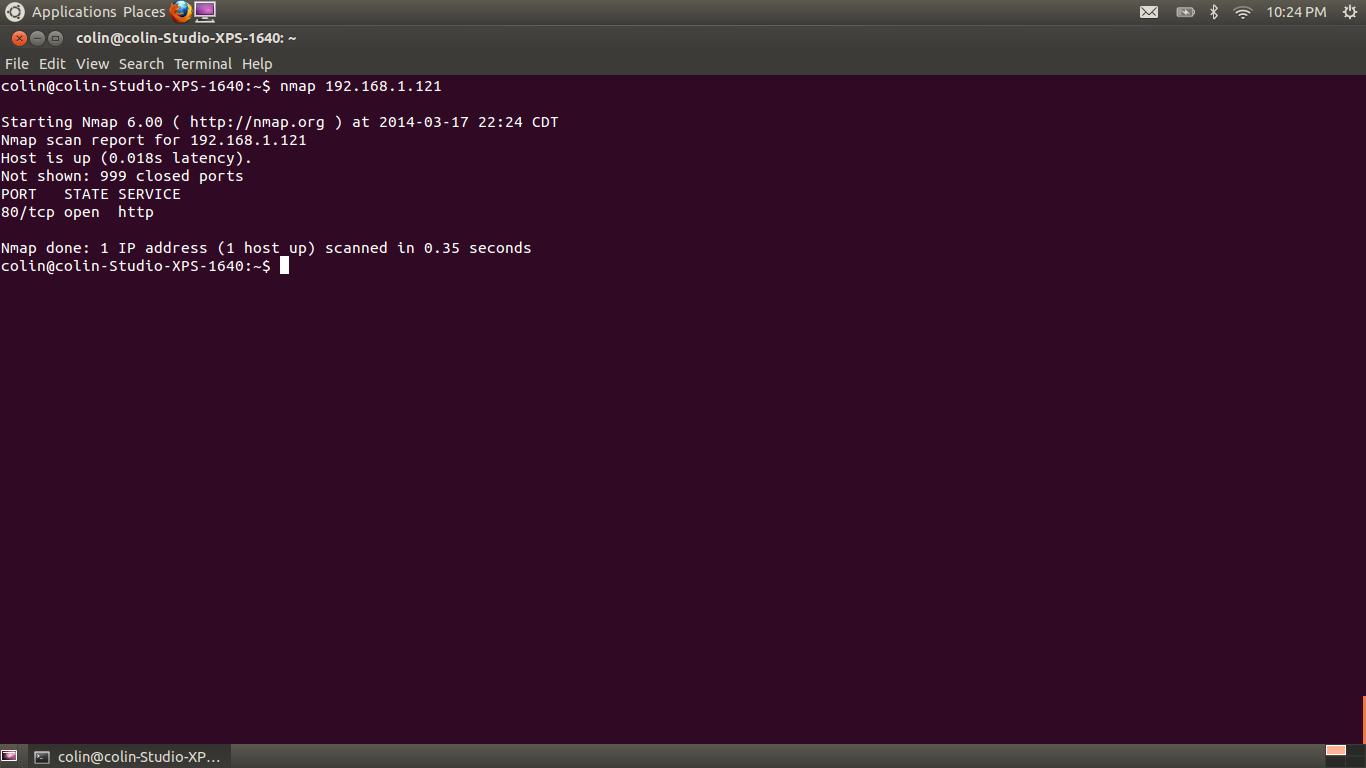 Applications Places 10:24 PM
colin@colin-Studio-XPS-1640: ~
File Edit View Search Terminal Help
colin@colin-Studio-XPS-1640:~$ nmap 192.168.1.121
Starting Nmap 6.00 ( http://nmap.org ) at 2014-03-17 22:24 CDT
Nmap scan report for 192.168.1.121
Host is up (0.018s latency).
Not shown: 999 closed ports
PORT   STATE SERVICE
80/tcp open  http
Nmap done: 1 IP address (1 host up) scanned in 0.35 seconds
colin@colin-Studio-XPS-1640:~$
colin@colin-Studio-XP...